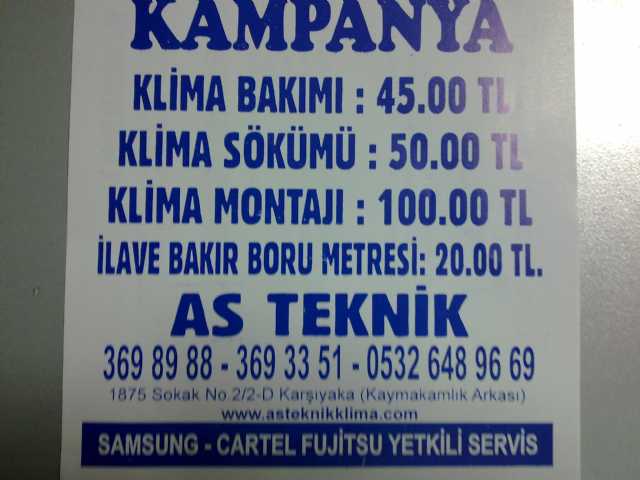 KAMPANYA
KLİMA BAKIMI : 45.00 TL
KLİMA SÖKÜMÜ : 50.00 TL
KLİMA MONTAJI : 100.00 TL
İLAVE BAKIR BORU METRESİ: 20.00 TL.
AS TEKNİK
369 89 88 - 369 33 51 - 0532 648 96 69
1875 Sokak No 2/2-D Karşıyaka (Kaymakamlık Arkası)
www.asteknikklima.com
SAMSUNG - CARTEL FUJİTSU YETKİLİ SERVİS